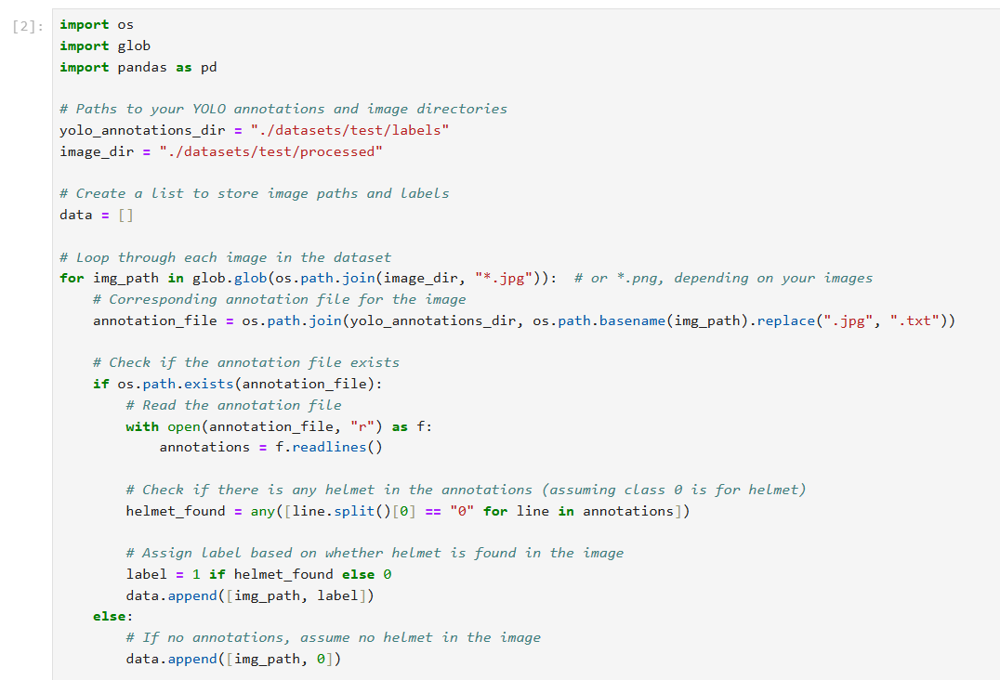 [2]:
import os
import glob
import pandas as pd

# Paths to your YOLO annotations and image directories
yolo_annotations_dir = "./datasets/test/labels"
image_dir = "./datasets/test/processed"

# Create a list to store image paths and labels
data = []

# Loop through each image in the dataset
for img_path in glob.glob(os.path.join(image_dir, "*.jpg")):  # or *.png, depending on your images
    # Corresponding annotation file for the image
    annotation_file = os.path.join(yolo_annotations_dir, os.path.basename(img_path).replace(".jpg", ".txt"))

    # Check if the annotation file exists
    if os.path.exists(annotation_file):
        # Read the annotation file
        with open(annotation_file, "r") as f:
            annotations = f.readlines()

        # Check if there is any helmet in the annotations (assuming class 0 is for helmet)
        helmet_found = any([line.split()[0] == "0" for line in annotations])

        # Assign label based on whether helmet is found in the image
        label = 1 if helmet_found else 0
        data.append([img_path, label])
    else:
        # If no annotations, assume no helmet in the image
        data.append([img_path, 0])